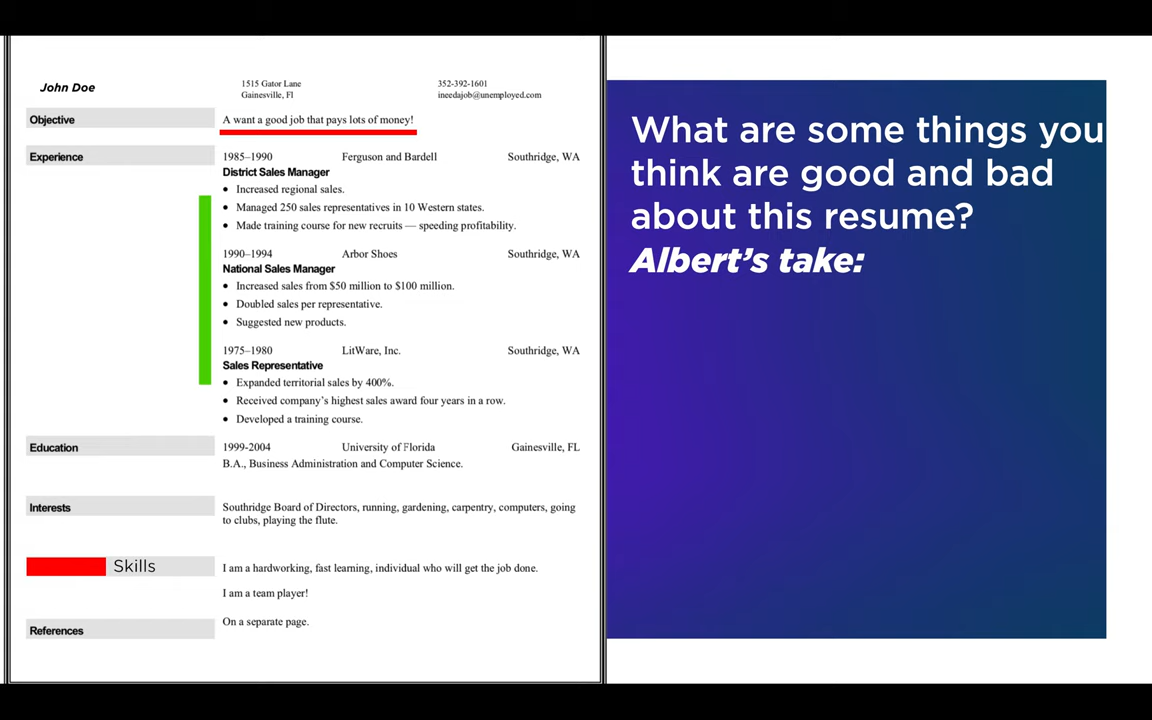 John Doe
1515 Gator Lane
Gainesville, Fl
352-392-1601
ineedajob@unemployed.com
Objective
A want a good job that pays lots of money!
Experience
1985–1990 Ferguson and Bardell Southridge, WA
District Sales Manager
• Increased regional sales.
• Managed 250 sales representatives in 10 Western states.
• Made training course for new recruits — speeding profitability.
1990–1994 Arbor Shoes Southridge, WA
National Sales Manager
• Increased sales from $50 million to $100 million.
• Doubled sales per representative.
• Suggested new products.
1975–1980 LitWare, Inc. Southridge, WA
Sales Representative
• Expanded territorial sales by 400%.
• Received company’s highest sales award four years in a row.
• Developed a training course.
Education
1999-2004 University of Florida Gainesville, FL
B.A., Business Administration and Computer Science.
Interests
Southridge Board of Directors, running, gardening, carpentry, computers, going
to clubs, playing the flute.
Skills
I am a hardworking, fast learning, individual who will get the job done.
I am a team player!
References
On a separate page.
What are some things you
think are good and bad
about this resume?
Albert’s take: